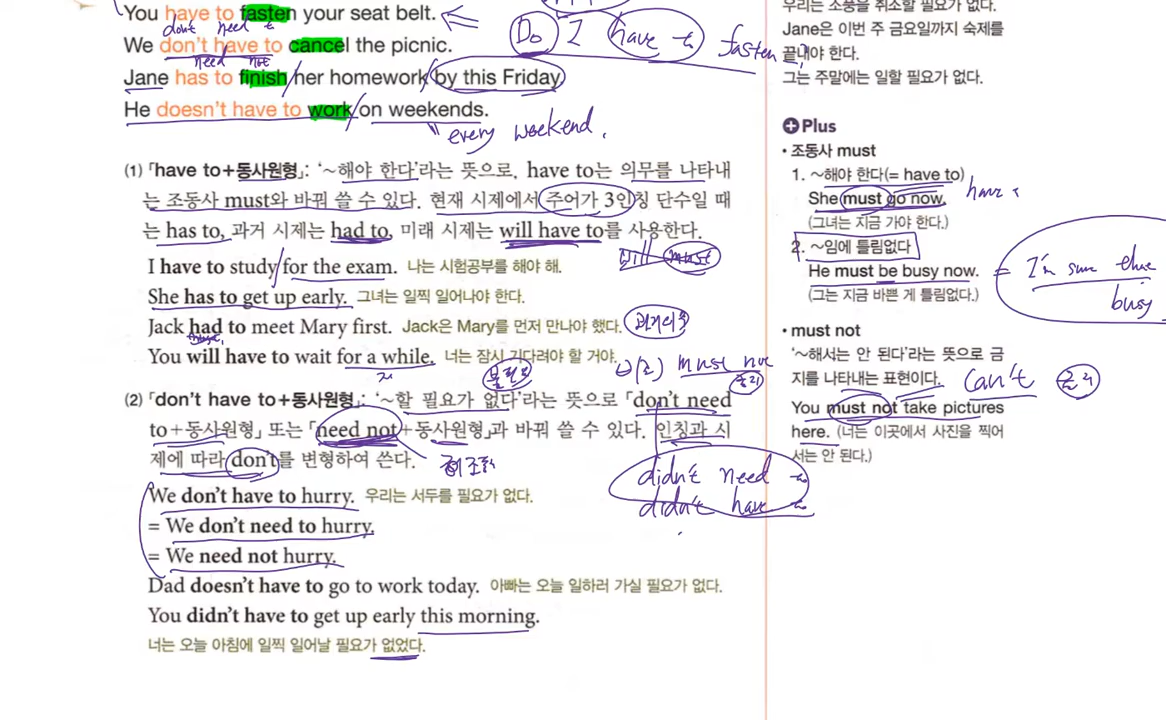 You have to fasten your seat belt.
don't need to
We don't have to cancel the picnic.
need not
Jane has to finish her homework by this Friday
He doesn't have to work on weekends.
every weekend.
Do I have to fasten ~?
(1) 「have to+동사원형」: '~해야 한다'라는 뜻으로, have to는 의무를 나타내
는 조동사 must와 바꿔 쓸 수 있다. 현재 시제에서 주어가 3인칭 단수일 때
는 has to, 과거 시제는 had to, 미래 시제는 will have to를 사용한다.
will must
I have to study for the exam. 나는 시험공부를 해야 해.
She has to get up early. 그녀는 일찍 일어나야 한다.
Jack had to meet Mary first. Jack은 Mary를 먼저 만나야 했다.
You will have to wait for a while. 너는 잠시 기다려야 할 거야.
불필요
must not
금지
(2) 「don't have to+동사원형」: '~할 필요가 없다'라는 뜻으로 「don't need
to+동사원형」 또는 「need not+동사원형」과 바꿔 쓸 수 있다. 인칭과 시
제에 따라 don't를 변형하여 쓴다.
didn't need to
didn't have to
We don't have to hurry. 우리는 서두를 필요가 없다.
= We don't need to hurry.
= We need not hurry.
Dad doesn't have to go to work today. 아빠는 오늘 일하러 가실 필요가 없다.
You didn't have to get up early this morning.
너는 오늘 아침에 일찍 일어날 필요가 없었다.
우리는 소풍을 취소할 필요가 없다.
Jane은 이번 주 금요일까지 숙제를
끝내야 한다.
그는 주말에는 일할 필요가 없다.
Plus
• 조동사 must
1. ~해야 한다(= have to)
She must go now.
have
(그녀는 지금 가야 한다.)
2. ~임에 틀림없다
He must be busy now.
(그는 지금 바쁜 게 틀림없다.)
= I'm sure
busy
• must not
'~해서는 안 된다'라는 뜻으로 금
지를 나타내는 표현이다.
can't 금지
You must not take pictures
here. (너는 이곳에서 사진을 찍어
서는 안 된다.)